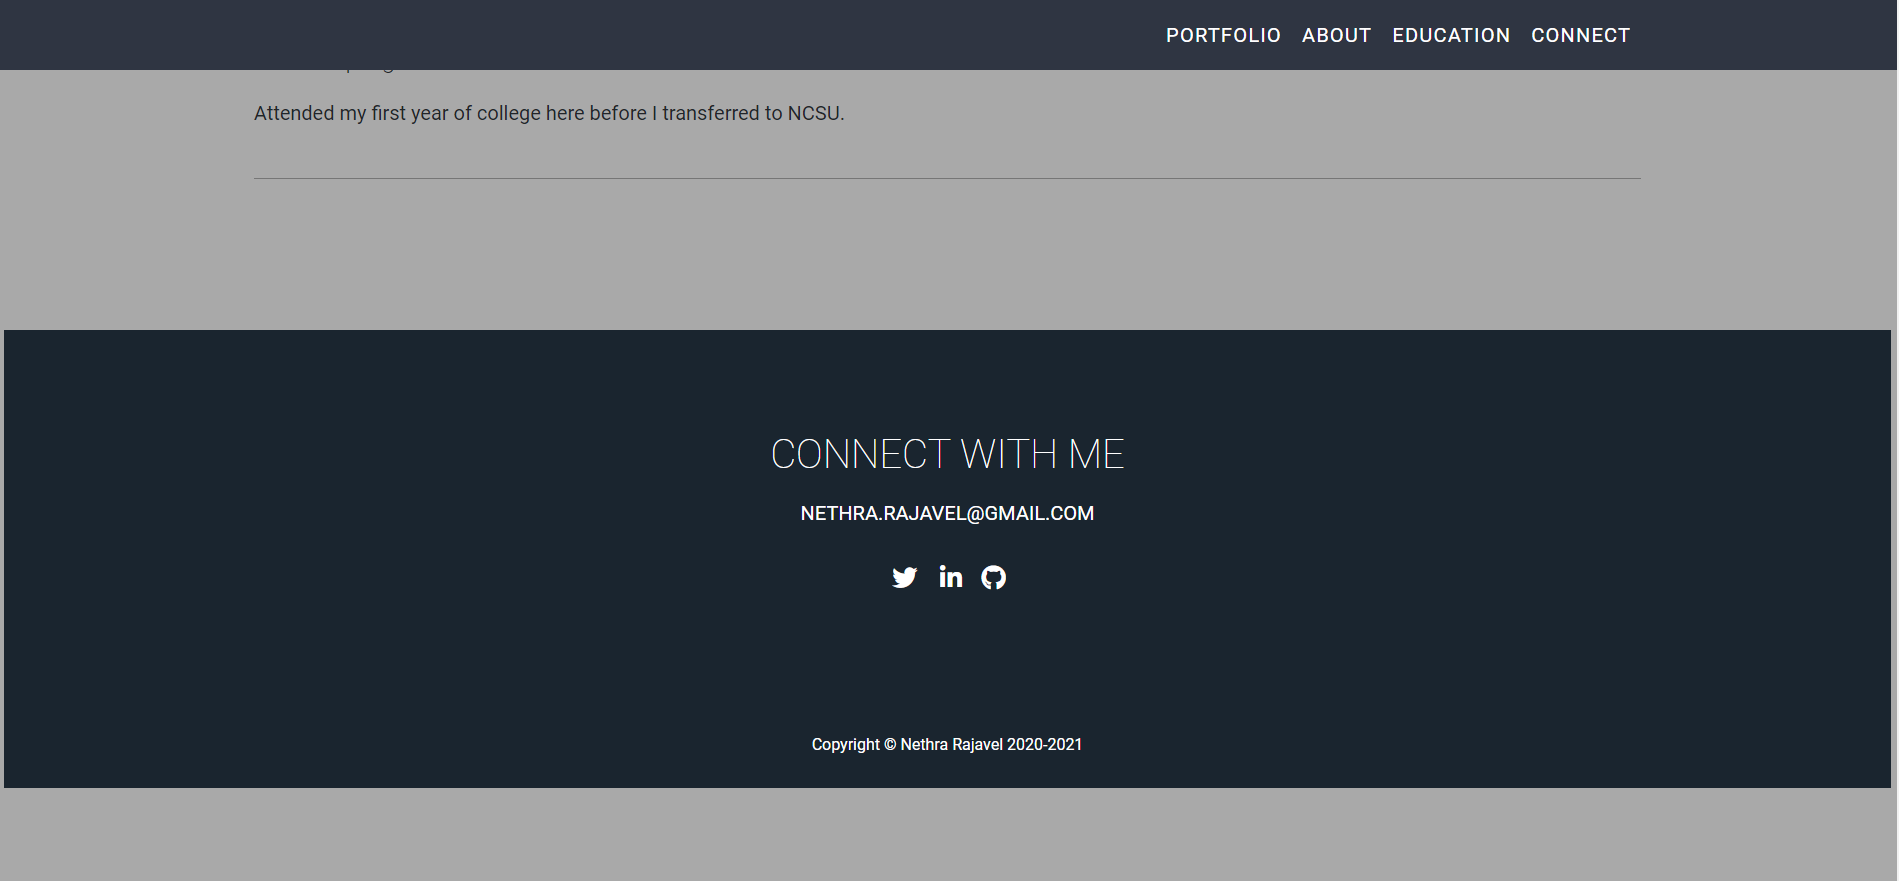 PORTFOLIO ABOUT EDUCATION CONNECT
Attended my first year of college here before I transferred to NCSU.
CONNECT WITH ME
NETHRA.RAJAVEL@GMAIL.COM
Copyright © Nethra Rajavel 2020-2021